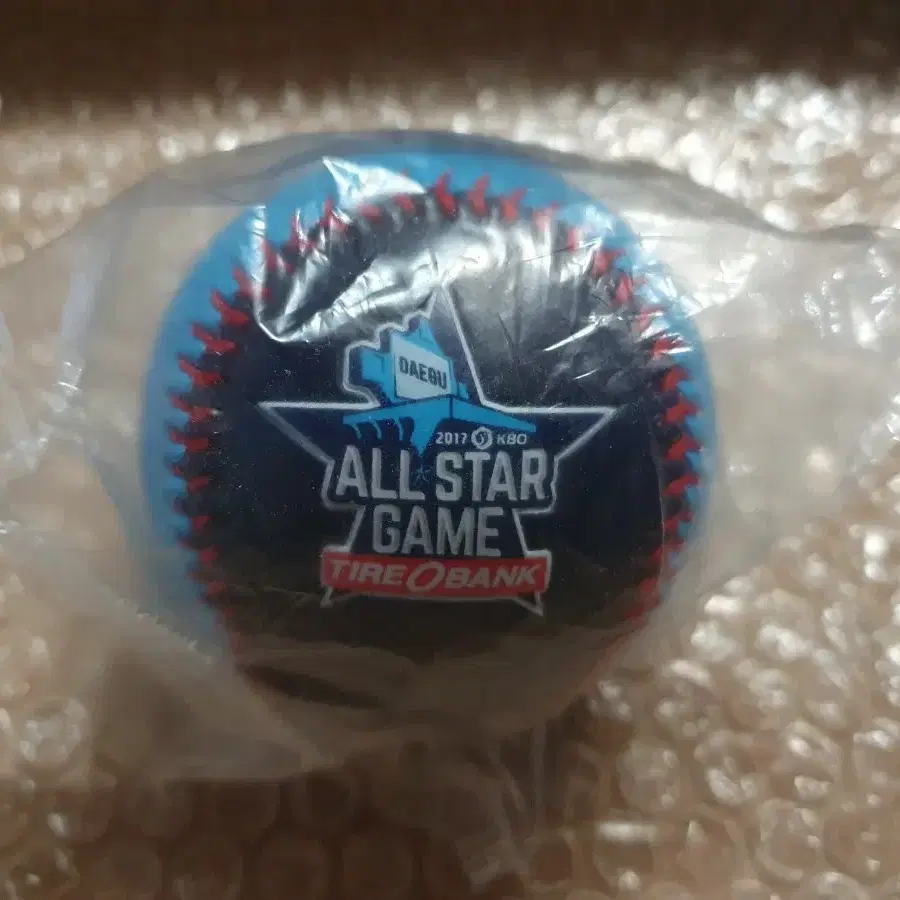 DAEGU
2017 KBO
ALL STAR
GAME
TIRE BANK